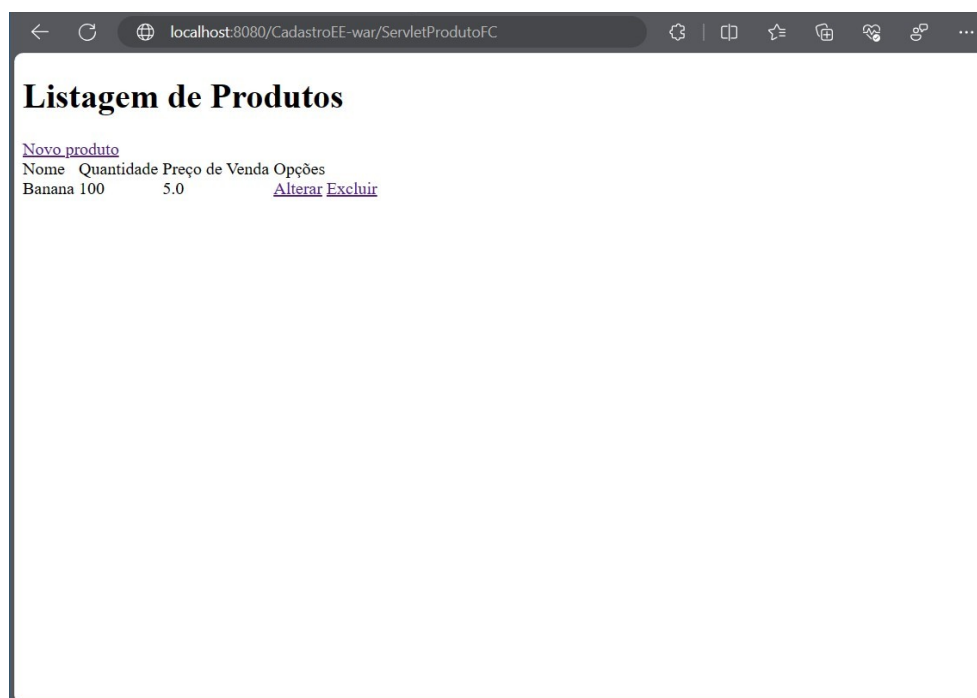 localhost:8080/CadastroEE-war/ServletProdutoFC
Listagem de Produtos
Novo produto
Nome Quantidade Preço de Venda Opções
Banana 100 5.0 Alterar Excluir